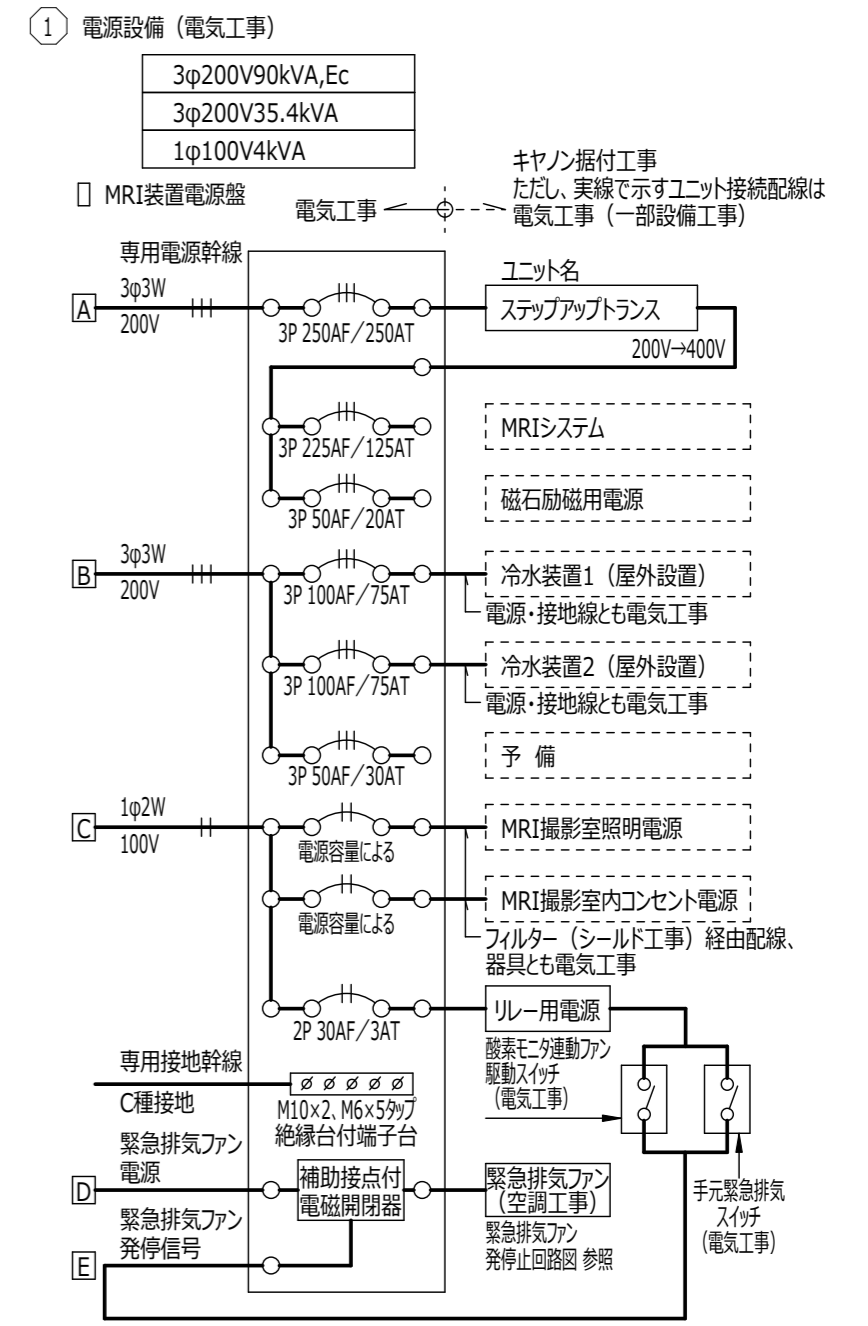 1 電源設備（電気工事）
3φ200V90kVA,Ec
3φ200V35.4kVA
1φ100V4kVA
▯ MRI装置電源盤
電気工事
キヤノン据付工事
ただし、実線で示すユニット接続配線は
電気工事（一部設備工事）
専用電源幹線
ユニット名
A
3φ3W
200V
3P 250AF/250AT
ステップアップトランス
200V→400V
3P 225AF/125AT
MRIシステム
3P 50AF/20AT
磁石励磁用電源
B
3φ3W
200V
3P 100AF/75AT
冷水装置1（屋外設置）
電源・接地線とも電気工事
3P 100AF/75AT
冷水装置2（屋外設置）
電源・接地線とも電気工事
3P 50AF/30AT
予 備
C
1φ2W
100V
電源容量による
MRI撮影室照明電源
電源容量による
MRI撮影室内コンセント電源
フィルター（シールド工事）経由配線、
器具とも電気工事
2P 30AF/3AT
リレー用電源
酸素モニタ連動ファン
駆動スイッチ
(電気工事)
専用接地幹線
C種接地
M10×2、M6×5タップ
絶縁台付端子台
緊急排気ファン
電源
D
補助接点付
電磁開閉器
緊急排気ファン
（空調工事）
緊急排気ファン
発停止回路図 参照
手元緊急排気
スイッチ
(電気工事)
緊急排気ファン
発停信号
E